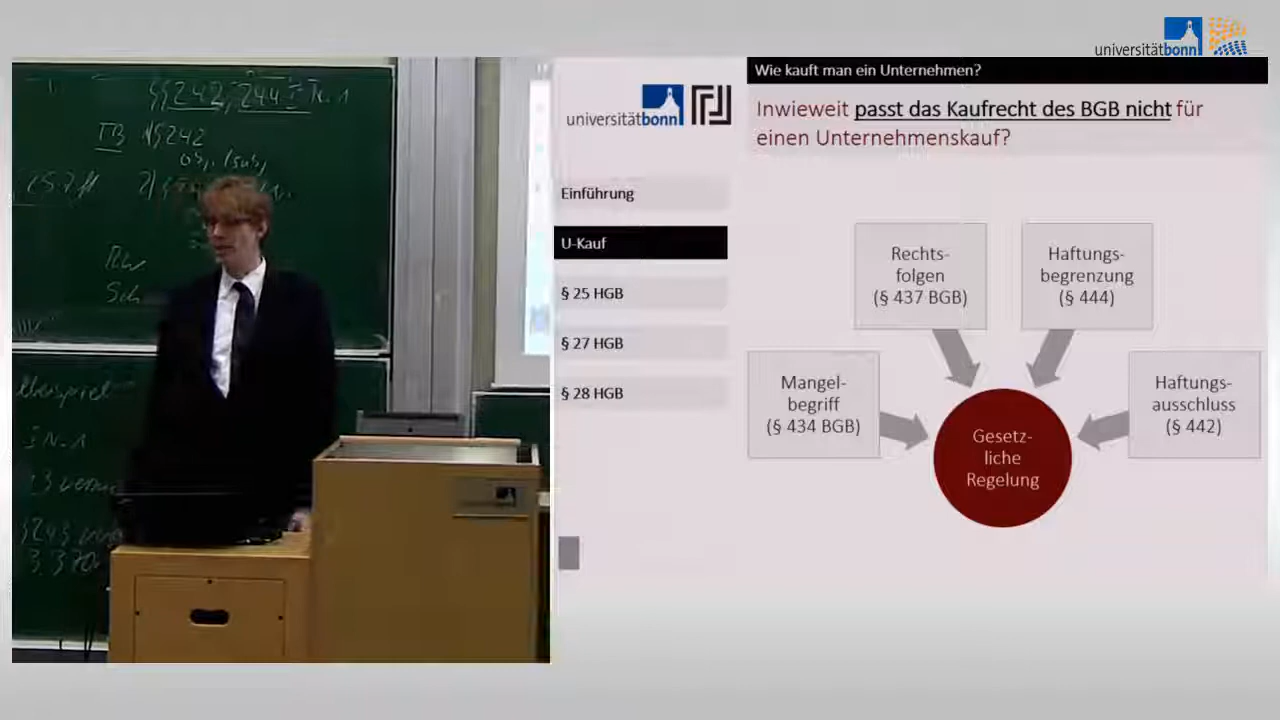 universitätbonn
Wie kauft man ein Unternehmen?
Inwieweit passt das Kaufrecht des BGB nicht für
einen Unternehmenskauf?
universitätbonn
Einführung
U-Kauf
§ 25 HGB
§ 27 HGB
§ 28 HGB
Rechts-
folgen
(§ 437 BGB)
Haftungs-
begrenzung
(§ 444)
Mangel-
begriff
(§ 434 BGB)
Haftungs-
ausschluss
(§ 442)
Gesetz-
liche
Regelung
§§242, 244 I Nr. 1
TB §242